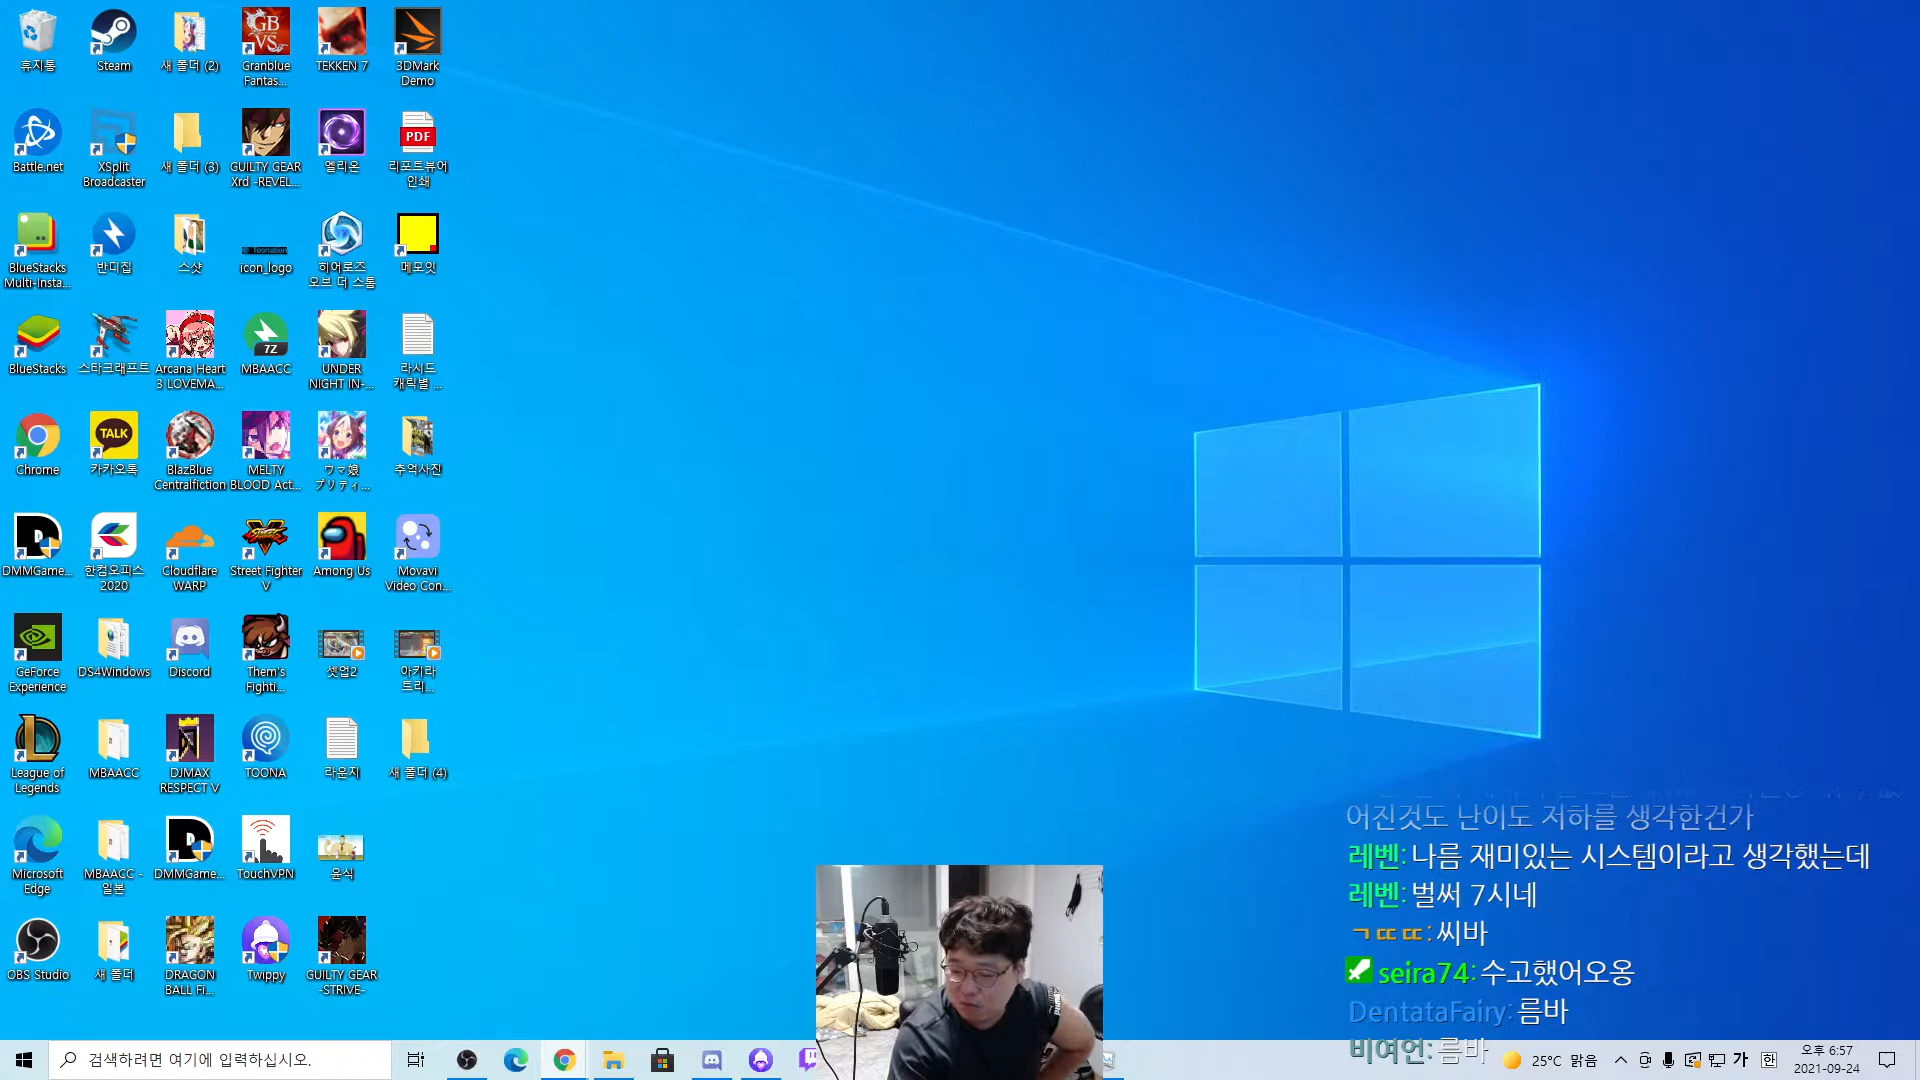 휴지통
Steam
새 폴더 (2)
Granblue
Fantas...
TEKKEN 7
3DMark
Demo
Battle.net
XSplit
Broadcaster
새 폴더 (3)
GUILTY GEAR
Xrd -REVEL...
엘리온
PDF
리포트뷰어
인쇄
BlueStacks
Multi-Insta...
반디집
스샷
Toonation
icon_logo
히어로즈
오브 더 스톰
메모잇
BlueStacks
스타크래프트
Arcana Heart
3 LOVEMA...
7Z
MBAACC
UNDER
NIGHT IN-...
라시드
캐릭별 ...
Chrome
TALK
카카오톡
BlazBlue
Centralfiction
MELTY
BLOOD Act...
ウマ娘
プリティ...
추억사진
DMMGame...
한컴오피스
2020
Cloudflare
WARP
Street Fighter
V
Among Us
Movavi
Video Con...
GeForce
Experience
DS4Windows
Discord
Them's
Fighti...
셋업2
아키라
트리...
League of
Legends
MBAACC
DJMAX
RESPECT V
TOONA
라운지
새 폴더 (4)
Microsoft
Edge
MBAACC -
일본
DMMGame...
TouchVPN
윤식
OBS Studio
새 폴더
DRAGON
BALL Fi...
Twippy
GUILTY GEAR
-STRIVE-
어진것도 난이도 저하를 생각한건가
레벤: 나름 재미있는 시스템이라고 생각했는데
레벤: 벌써 7시네
ㄱㄸㄸ: 씨바
seira74: 수고했어오옹
DentataFairy: 름바
비여언: 름바
검색하려면 여기에 입력하십시오.
25°C 맑음
가
한
오후 6:57
2021-09-24